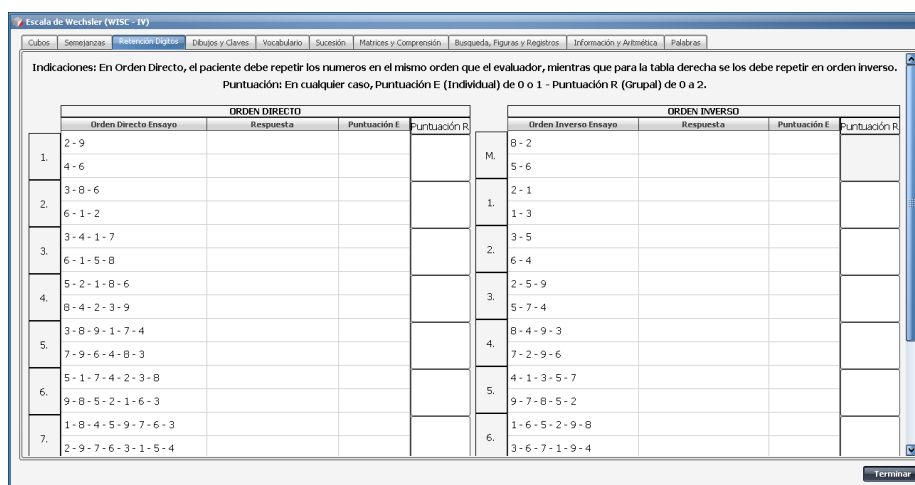 Escala de Wechsler (WISC - IV)
Cubos Semejanzas Retención Digitos Dibujos y Claves Vocabulario Sucesión Matrices y Comprensión Busqueda, Figuras y Registros Información y Aritmética Palabras
Indicaciones: En Orden Directo, el paciente debe repetir los numeros en el mismo orden que el evaluador, mientras que para la tabla derecha se los debe repetir en orden inverso.
Puntuación: En cualquier caso, Puntuación E (Individual) de 0 o 1 - Puntuación R (Grupal) de 0 a 2.
ORDEN DIRECTO
Orden Directo Ensayo Respuesta Puntuación E Puntuación R
1.
2 - 9
4 - 6
2.
3 - 8 - 6
6 - 1 - 2
3.
3 - 4 - 1 - 7
6 - 1 - 5 - 8
4.
5 - 2 - 1 - 8 - 6
8 - 4 - 2 - 3 - 9
5.
3 - 8 - 9 - 1 - 7 - 4
7 - 9 - 6 - 4 - 8 - 3
6.
5 - 1 - 7 - 4 - 2 - 3 - 8
9 - 8 - 5 - 2 - 1 - 6 - 3
7.
1 - 8 - 4 - 5 - 9 - 7 - 6 - 3
2 - 9 - 7 - 6 - 3 - 1 - 5 - 4
ORDEN INVERSO
Orden Inverso Ensayo Respuesta Puntuación E Puntuación R
M.
8 - 2
5 - 6
1.
2 - 1
1 - 3
2.
3 - 5
6 - 4
3.
2 - 5 - 9
5 - 7 - 4
4.
8 - 4 - 9 - 3
7 - 2 - 9 - 6
5.
4 - 1 - 3 - 5 - 7
9 - 7 - 8 - 5 - 2
6.
1 - 6 - 5 - 2 - 9 - 8
3 - 6 - 7 - 1 - 9 - 4
Terminar